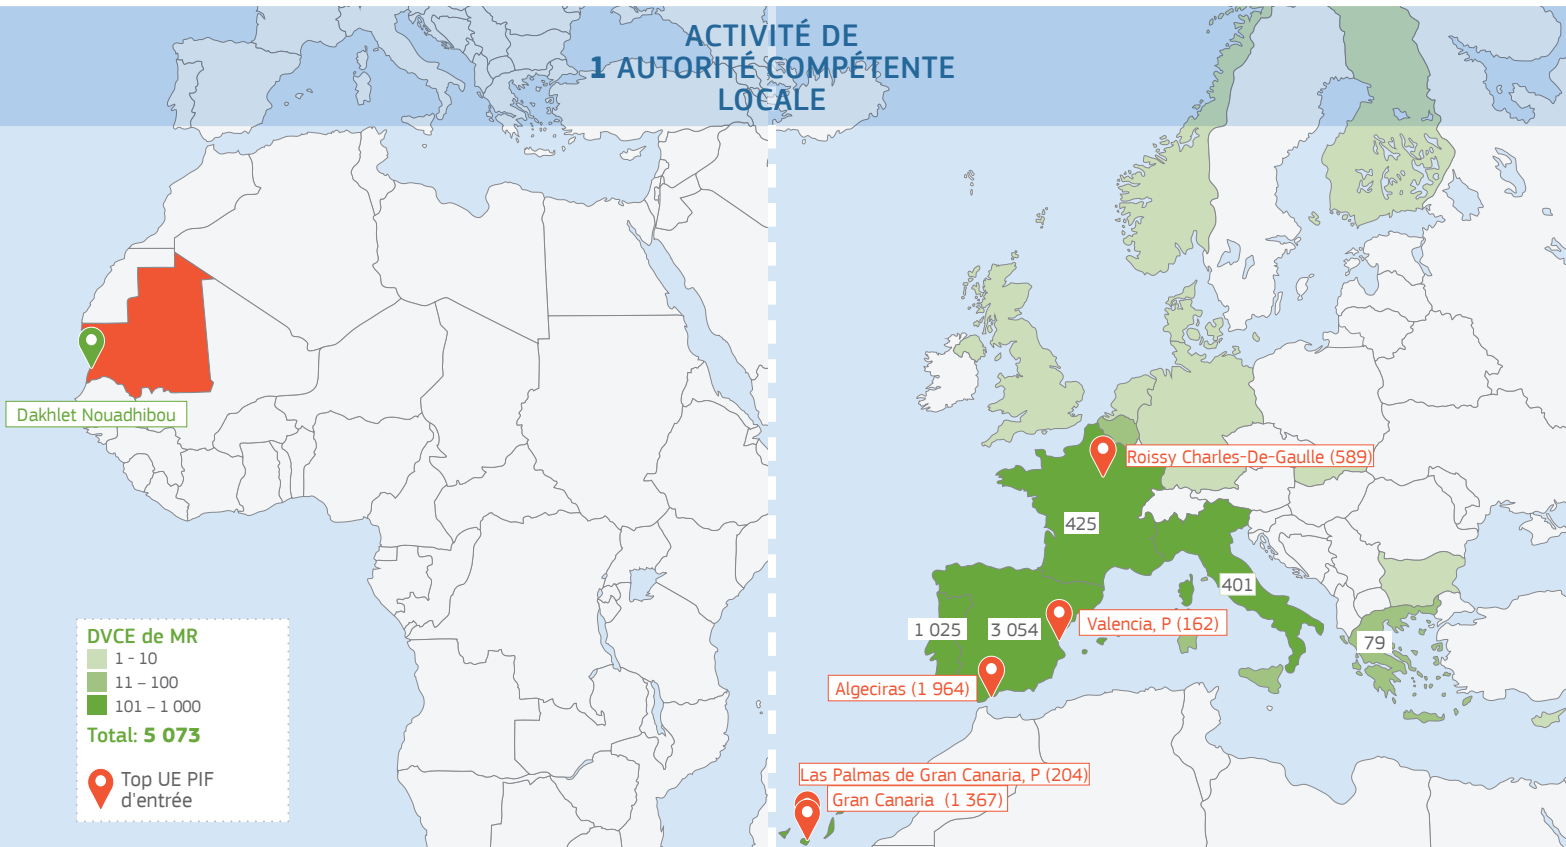 ACTIVITÉ DE
1 AUTORITÉ COMPÉTENTE
LOCALE
Dakhlet Nouadhibou
DVCE de MR
1 - 10
11 – 100
101 – 1 000
Total: 5 073
Top UE PIF
d'entrée
Roissy Charles-De-Gaulle (589)
425
401
1 025
3 054
Valencia, P (162)
79
Algeciras (1 964)
Las Palmas de Gran Canaria, P (204)
Gran Canaria (1 367)